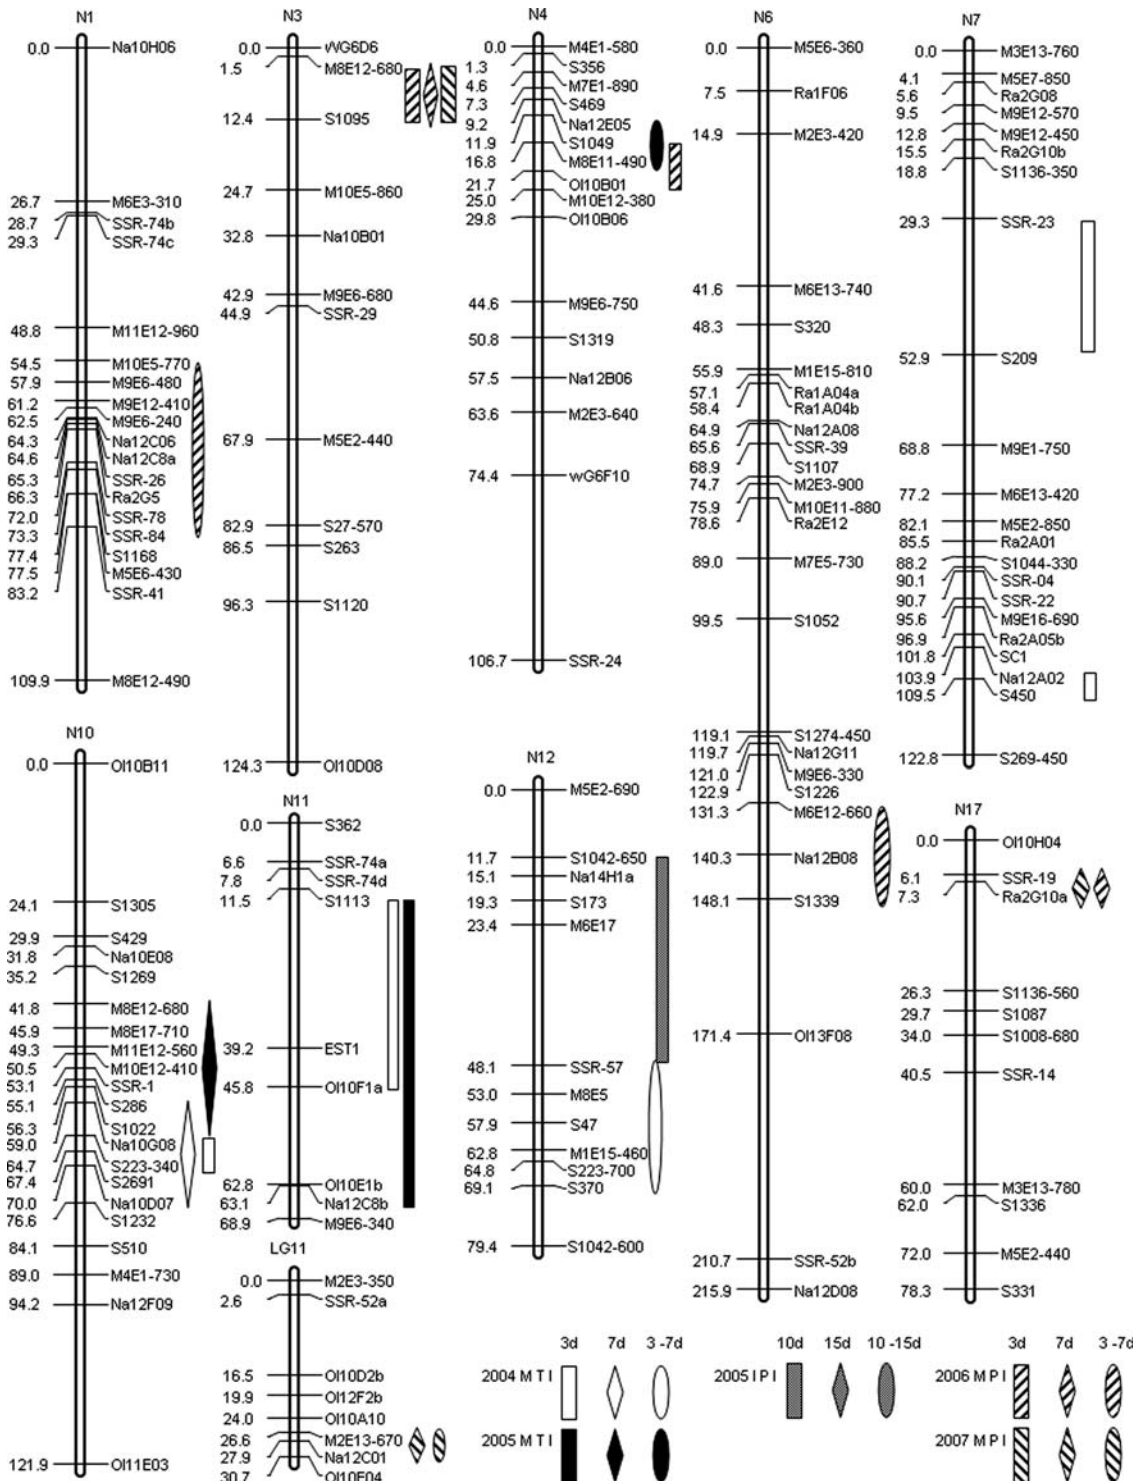 N1
0.0 Na10H06
26.7 M6E3-310
28.7 SSR-74b
29.3 SSR-74c
48.8 M11E12-960
54.5 M10E5-770
57.9 M9E6-480
61.2 M9E12-410
62.5 M9E6-240
64.3 Na12C06
64.6 Na12C8a
65.3 SSR-26
66.3 Ra2G5
72.0 SSR-78
73.3 SSR-84
77.4 S1168
77.5 M5E6-430
83.2 SSR-41
109.9 M8E12-490
N3
0.0 WG6D6
1.5 M8E12-680
12.4 S1095
24.7 M10E5-860
32.8 Na10B01
42.9 M9E6-680
44.9 SSR-29
67.9 M5E2-440
82.9 S27-570
86.5 S263
96.3 S1120
124.3 Ol10D08
N4
0.0 M4E1-580
1.3 S356
4.6 M7E1-890
7.3 S469
9.2 Na12E05
11.9 S1049
16.8 M8E11-490
21.7 Ol10B01
25.0 M10E12-380
29.8 Ol10B06
44.6 M9E6-750
50.8 S1319
57.5 Na12B06
63.6 M2E3-640
74.4 wG6F10
106.7 SSR-24
N6
0.0 M5E6-360
7.5 Ra1F06
14.9 M2E3-420
41.6 M6E13-740
48.3 S320
55.9 M1E15-810
57.1 Ra1A04a
58.4 Ra1A04b
64.9 Na12A08
65.6 SSR-39
68.9 S1107
74.7 M2E3-900
75.9 M10E11-880
78.6 Ra2E12
89.0 M7E5-730
99.5 S1052
119.1 S1274-450
119.7 Na12G11
121.0 M9E6-330
122.9 S1226
131.3 M6E12-660
140.3 Na12B08
148.1 S1339
171.4 Ol13F08
210.7 SSR-52b
215.9 Na12D08
N7
0.0 M3E13-760
4.1 M5E7-850
5.6 Ra2G08
9.5 M9E12-570
12.8 M9E12-450
15.5 Ra2G10b
18.8 S1136-350
29.3 SSR-23
52.9 S209
68.8 M9E1-750
77.2 M6E13-420
82.1 M5E2-850
85.5 Ra2A01
88.2 S1044-330
90.1 SSR-04
90.7 SSR-22
95.6 M9E16-690
96.9 Ra2A05b
101.8 SC1
103.9 Na12A02
109.5 S450
122.8 S269-450
N10
0.0 Ol10B11
24.1 S1305
29.9 S429
31.8 Na10E08
35.2 S1269
41.8 M8E12-680
45.9 M8E17-710
49.3 M11E12-560
50.5 M10E12-410
53.1 SSR-1
55.1 S286
56.3 S1022
59.0 Na10G08
64.7 S223-340
67.4 S2691
70.0 Na10D07
76.6 S1232
84.1 S510
89.0 M4E1-730
94.2 Na12F09
121.9 Ol11E03
N11
0.0 S362
6.6 SSR-74a
7.8 SSR-74d
11.5 S1113
39.2 EST1
45.8 Ol10F1a
62.8 Ol10E1b
63.1 Na12C8b
68.9 M9E6-340
LG11
0.0 M2E3-350
2.6 SSR-52a
16.5 Ol10D2b
19.9 Ol12F2b
24.0 Ol10A10
26.6 M2E13-670
27.9 Na12C01
30.7 Ol10F04
N12
0.0 M5E2-690
11.7 S1042-650
15.1 Na14H1a
19.3 S173
23.4 M6E17
48.1 SSR-57
53.0 M8E5
57.9 S47
62.8 M1E15-460
64.8 S223-700
69.1 S370
79.4 S1042-600
N17
0.0 Ol10H04
6.1 SSR-19
7.3 Ra2G10a
26.3 S1136-560
29.7 S1087
34.0 S1008-680
40.5 SSR-14
60.0 M3E13-780
62.0 S1336
72.0 M5E2-440
78.3 S331
3d 7d 3 -7d
2004 M T I
2005 M T I
10d 15d 10 -15d
2005 I P I
3d 7d 3 -7d
2006 M P I
2007 M P I